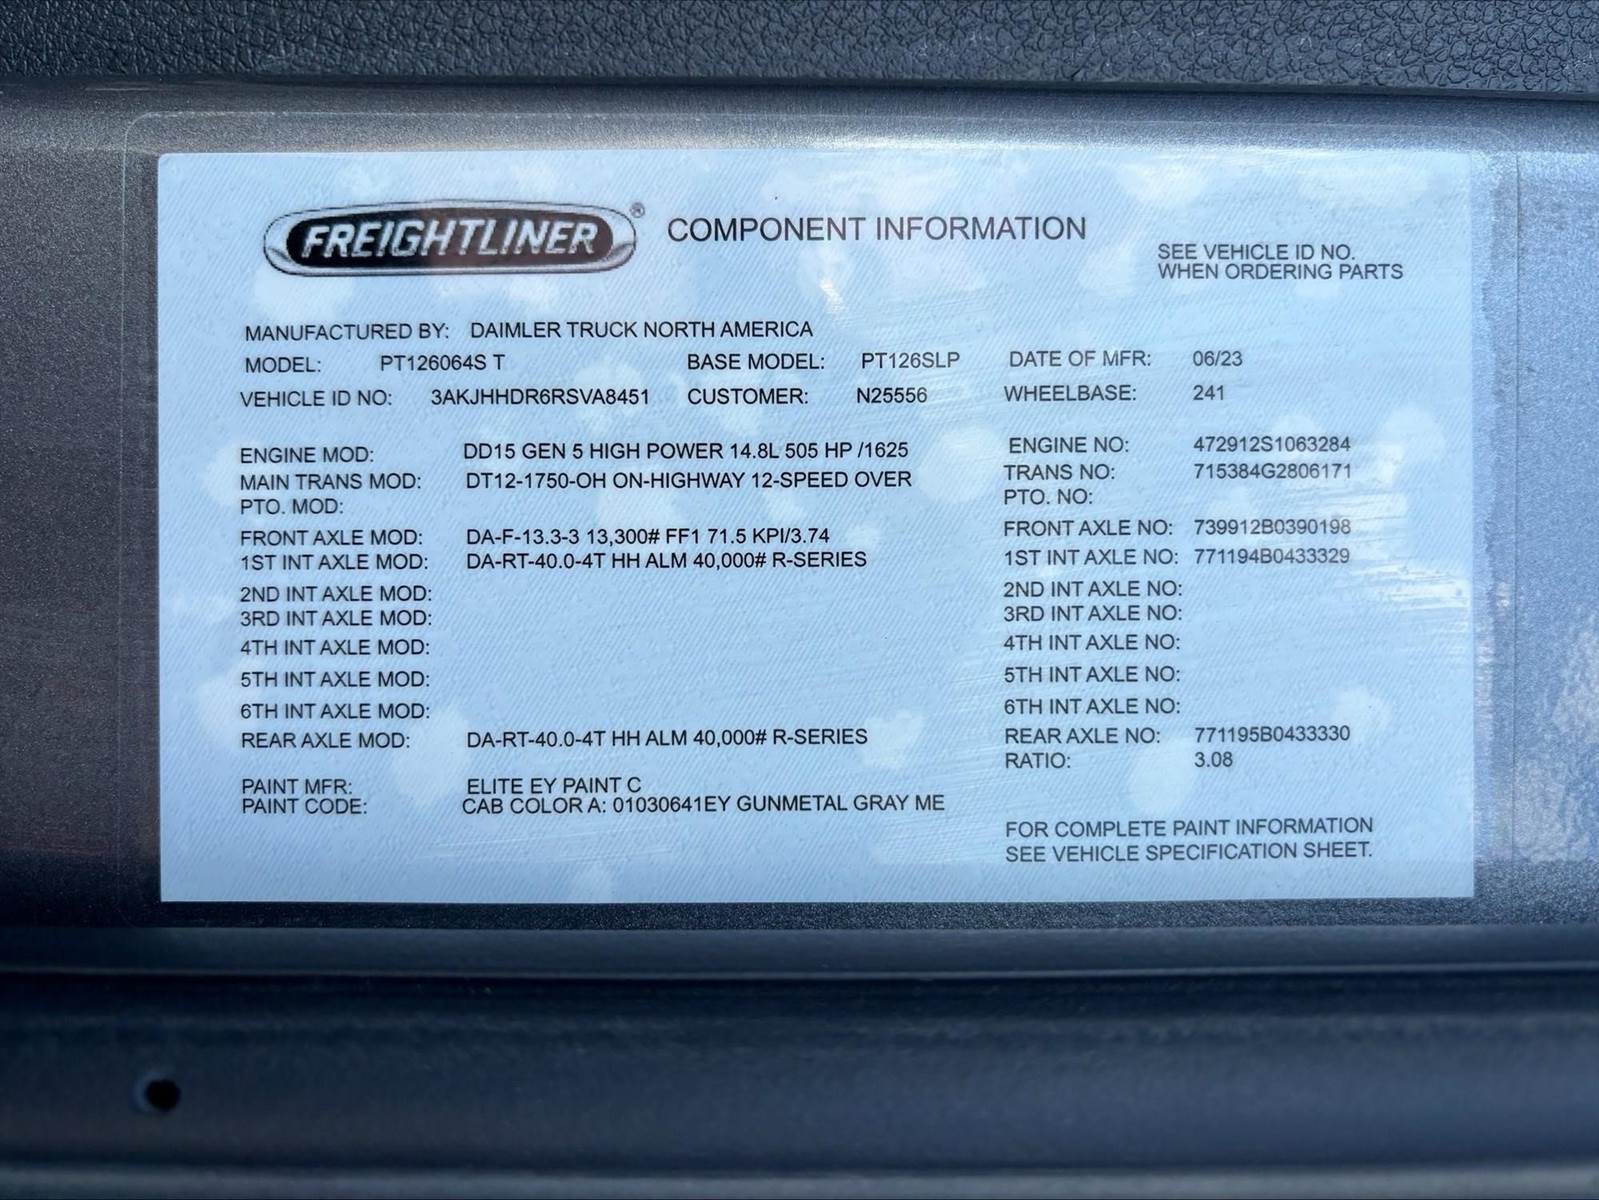 FREIGHTLINER® COMPONENT INFORMATION
SEE VEHICLE ID NO.
WHEN ORDERING PARTS
MANUFACTURED BY: DAIMLER TRUCK NORTH AMERICA
MODEL: PT126064S T BASE MODEL: PT126SLP DATE OF MFR: 06/23
VEHICLE ID NO: 3AKJHHDR6RSVA8451 CUSTOMER: N25556 WHEELBASE: 241
ENGINE MOD: DD15 GEN 5 HIGH POWER 14.8L 505 HP /1625 ENGINE NO: 472912S1063284
MAIN TRANS MOD: DT12-1750-OH ON-HIGHWAY 12-SPEED OVER TRANS NO: 715384G2806171
PTO. MOD: PTO. NO:
FRONT AXLE MOD: DA-F-13.3-3 13,300# FF1 71.5 KPI/3.74 FRONT AXLE NO: 739912B0390198
1ST INT AXLE MOD: DA-RT-40.0-4T HH ALM 40,000# R-SERIES 1ST INT AXLE NO: 771194B0433329
2ND INT AXLE MOD: 2ND INT AXLE NO:
3RD INT AXLE MOD: 3RD INT AXLE NO:
4TH INT AXLE MOD: 4TH INT AXLE NO:
5TH INT AXLE MOD: 5TH INT AXLE NO:
6TH INT AXLE MOD: 6TH INT AXLE NO:
REAR AXLE MOD: DA-RT-40.0-4T HH ALM 40,000# R-SERIES REAR AXLE NO: 771195B0433330
RATIO: 3.08
PAINT MFR: ELITE EY PAINT C
PAINT CODE: CAB COLOR A: 01030641EY GUNMETAL GRAY ME
FOR COMPLETE PAINT INFORMATION
SEE VEHICLE SPECIFICATION SHEET.